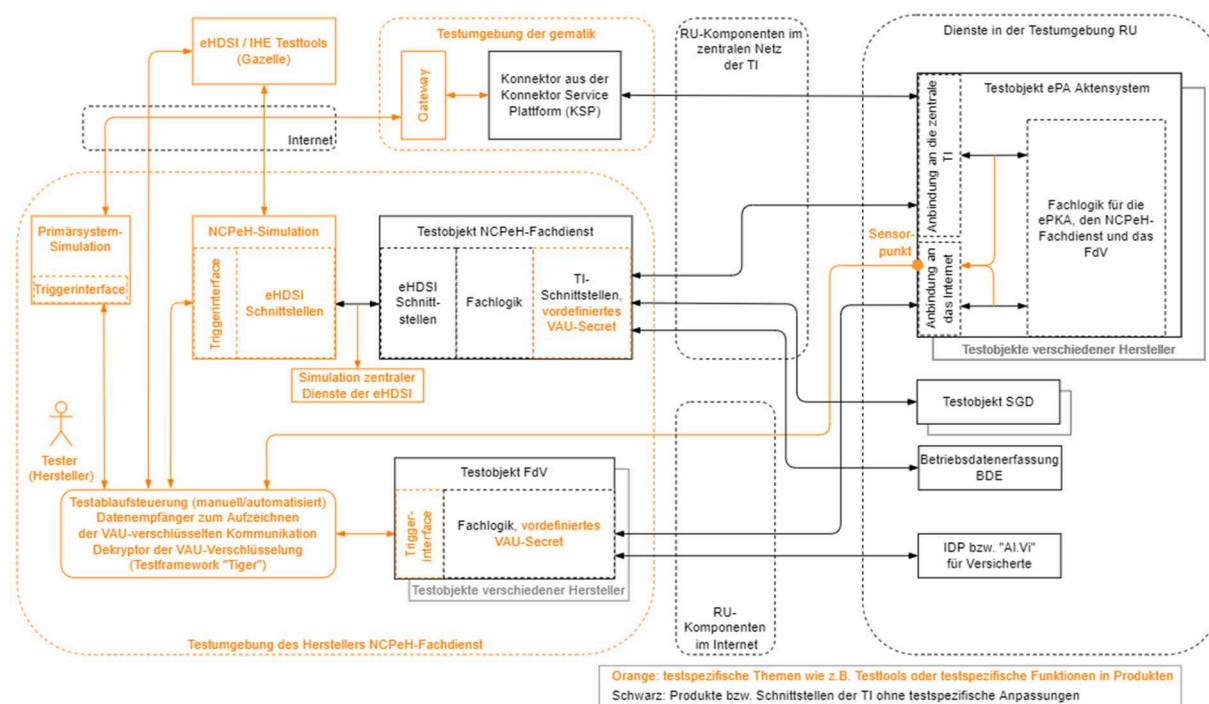 eHDSI / IHE Testtools
(Gazelle)
Testumgebung der gematik
Gateway
Konnektor aus der
Konnektor Service
Plattform (KSP)
RU-Komponenten im
zentralen Netz
der TI
Dienste in der Testumgebung RU
Testobjekt ePA Aktensystem
Anbindung an die zentrale
TI
Anbindung an
das Internet
Fachlogik für die
ePKA, den NCPeH-
Fachdienst und das
FdV
Testobjekte verschiedener Hersteller
Sensor-
punkt
Internet
Primärsystem-
Simulation
Triggerinterface
NCPeH-Simulation
Triggerinterface
eHDSI
Schnittstellen
Testobjekt NCPeH-Fachdienst
eHDSI
Schnitt-
stellen
Fachlogik
TI-
Schnittstellen,
vordefiniertes
VAU-Secret
Simulation zentraler
Dienste der eHDSI
Testobjekt SGD
Betriebsdatenerfassung
BDE
IDP bzw. "AI.Vi"
für Versicherte
Tester
(Hersteller)
Testablaufsteuerung (manuell/automatisiert)
Datenempfänger zum Aufzeichnen
der VAU-verschlüsselten Kommunikation
Dekryptor der VAU-Verschlüsselung
(Testframework "Tiger")
Testobjekt FdV
Trigger-
interface
Fachlogik, vordefiniertes
VAU-Secret
Testobjekte verschiedener Hersteller
RU-
Komponenten
im Internet
Testumgebung des Herstellers NCPeH-Fachdienst
Orange: testspezifische Themen wie z.B. Testtools oder testspezifische Funktionen in Produkten
Schwarz: Produkte bzw. Schnittstellen der TI ohne testspezifische Anpassungen